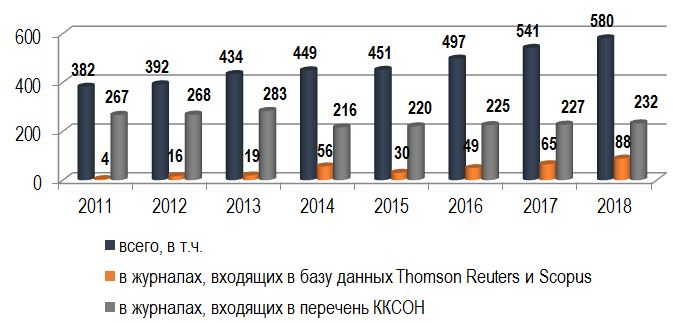 600
400
200
0
382 392 434 449 451 497 541 580
267 268 283 216 220 225 227 232
4 16 19 56 30 49 65 88
2011 2012 2013 2014 2015 2016 2017 2018
всего, в т.ч.
в журналах, входящих в базу данных Thomson Reuters и Scopus
в журналах, входящих в перечень ККСОН